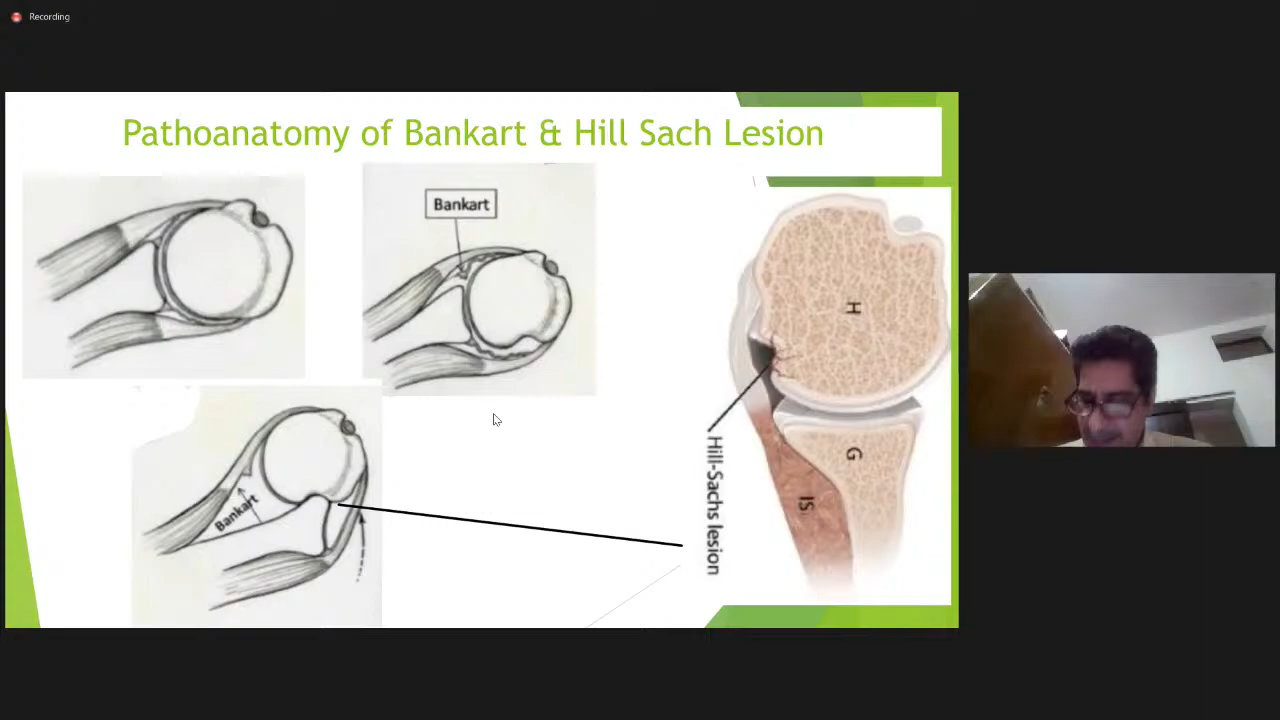 Recording
Pathoanatomy of Bankart & Hill Sach Lesion
Bankart
H
G
IS
Hill-Sachs lesion
Bankart